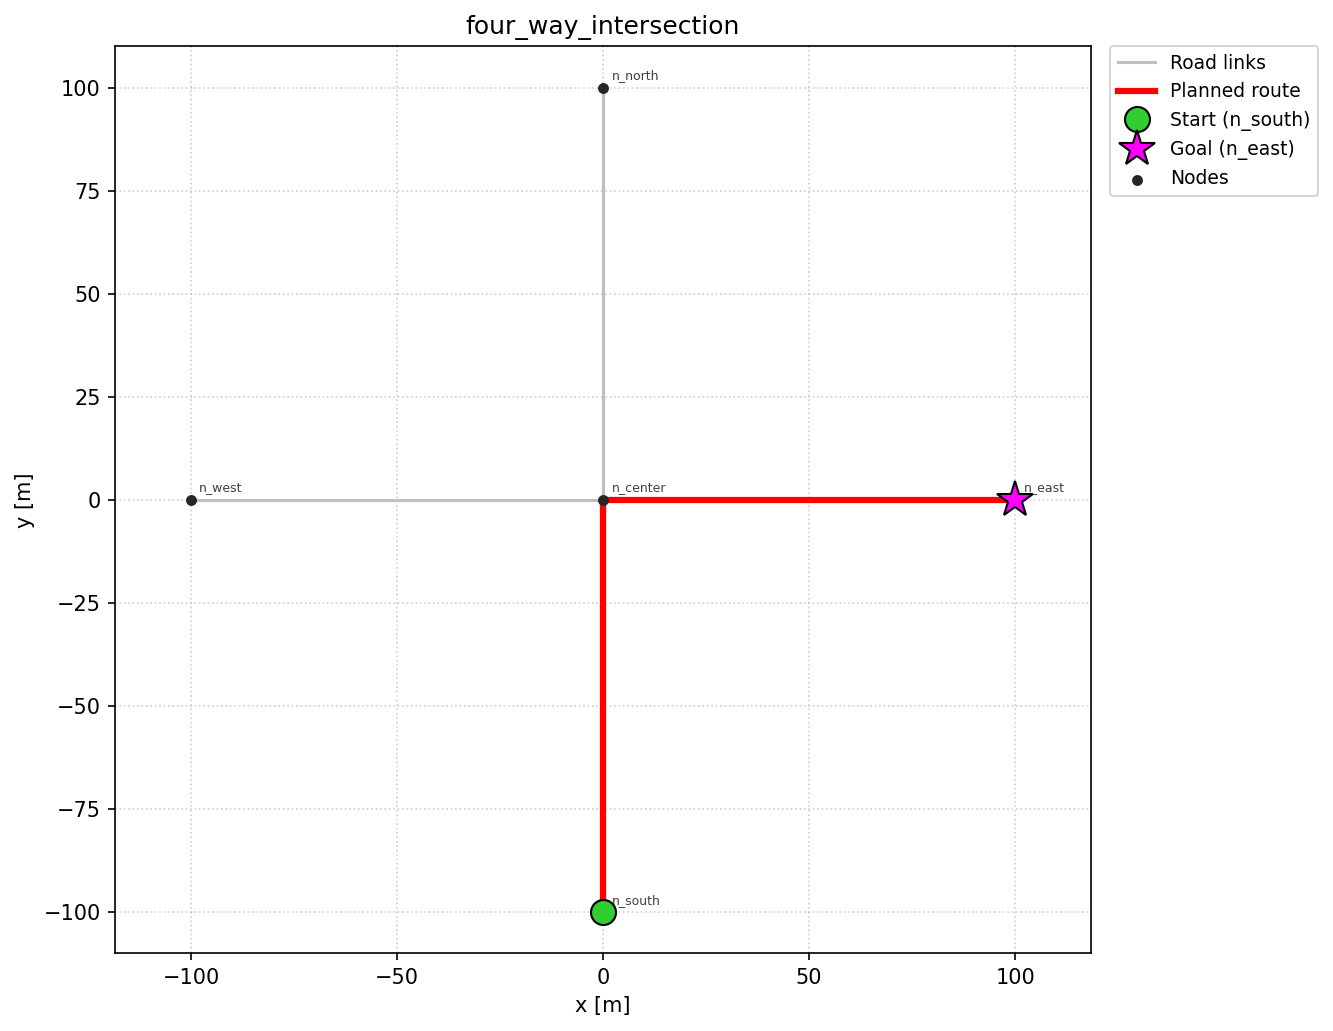 four_way_intersection
Road links
Planned route
Start (n_south)
Goal (n_east)
Nodes
n_north
n_west
n_center
n_east
n_south
100
75
50
25
0
−25
−50
−75
−100
y [m]
−100
−50
0
50
100
x [m]